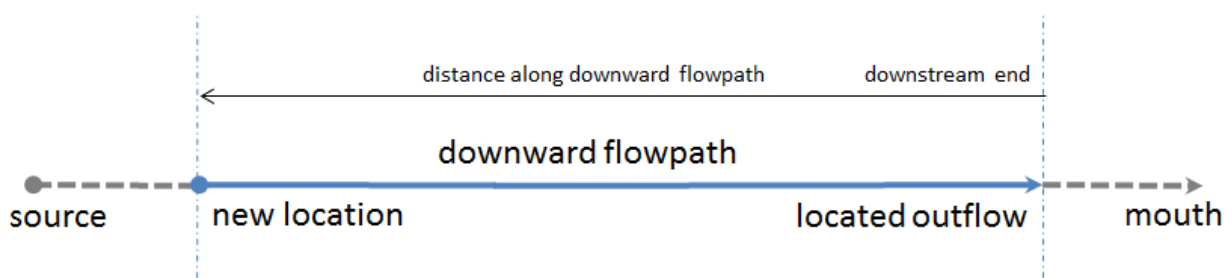 distance along downward flowpath downstream end
downward flowpath
source new location located outflow mouth